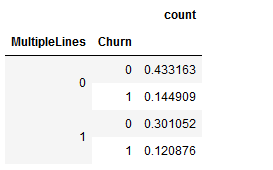 count
MultipleLines Churn
0 0 0.433163
1 0.144909
1 0 0.301052
1 0.120876